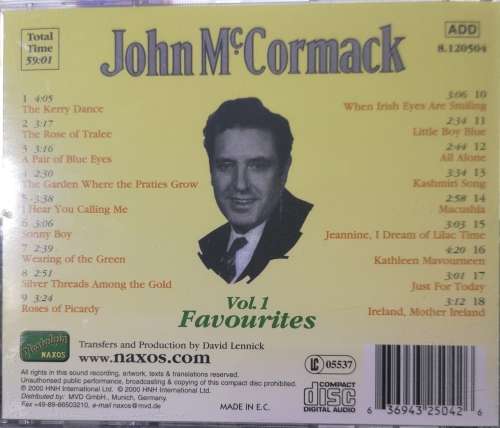 Total
Time
59:01
John McCormack
ADD
8.120504
1 4:05
The Kerry Dance
2 3:17
The Rose of Tralee
3 3:16
A Pair of Blue Eyes
4 2:30
The Garden Where the Praties Grow
5 3:38
I Hear You Calling Me
6 3:06
Sonny Boy
7 2:39
Wearing of the Green
8 2:51
Silver Threads Among the Gold
9 3:24
Roses of Picardy
3:06 10
When Irish Eyes Are Smiling
2:34 11
Little Boy Blue
2:44 12
All Alone
3:34 13
Kashmiri Song
2:58 14
Macushla
3:03 15
Jeannine, I Dream of Lilac Time
4:20 16
Kathleen Mavourneen
3:01 17
Just For Today
3:12 18
Ireland, Mother Ireland
Vol. 1
Favourites
Nostalgia
NAXOS
Transfers and Production by David Lennick
www.naxos.com
All rights in this sound recording, artwork, texts & translations reserved.
Unauthorised public performance, broadcasting & copying of this compact disc prohibited.
℗ 2000 HNH International Ltd. © 2000 HNH International Ltd.
Distributed by: MVD GmbH., Munich, Germany.
Fax +49-89-66503210, e-mail naxos@mvd.de
MADE IN E.C.
LC 05537
COMPACT
disc
DIGITAL AUDIO
6 36943 25042 6